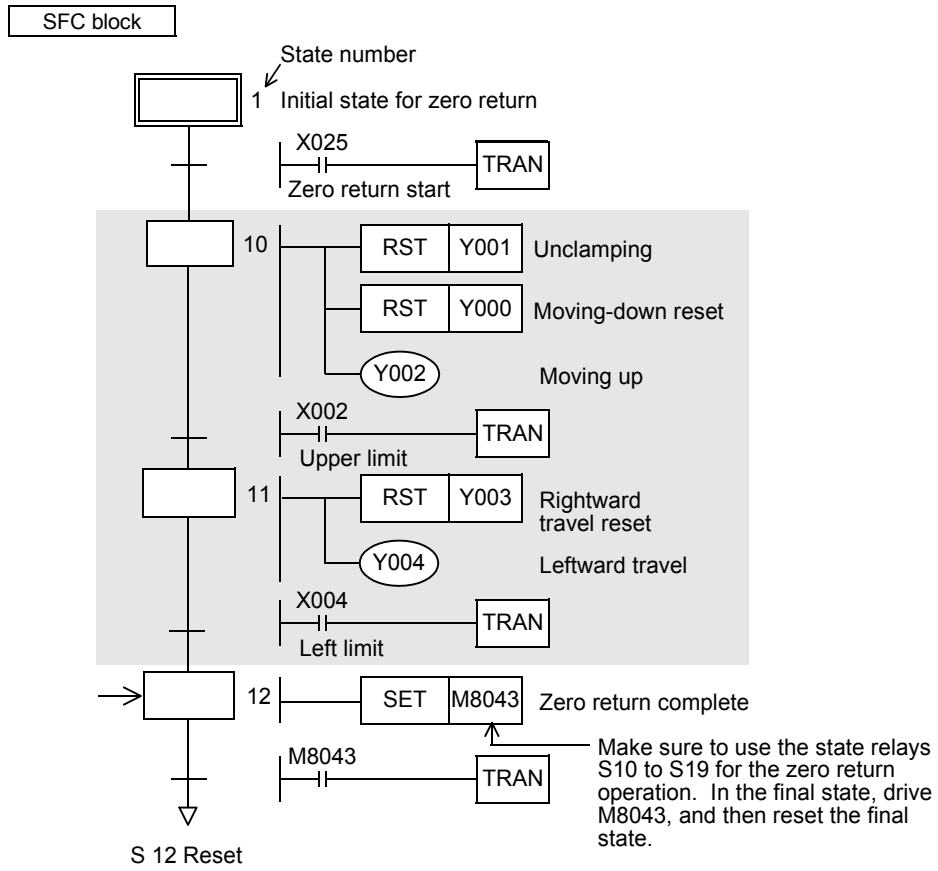 SFC block
State number
1 Initial state for zero return
X025
TRAN
Zero return start
10
RST Y001 Unclamping
RST Y000 Moving-down reset
Y002 Moving up
X002
TRAN
Upper limit
11
RST Y003 Rightward
travel reset
Y004 Leftward travel
X004
TRAN
Left limit
12
SET M8043 Zero return complete
M8043
TRAN
Make sure to use the state relays
S10 to S19 for the zero return
operation. In the final state, drive
M8043, and then reset the final
state.
S 12 Reset